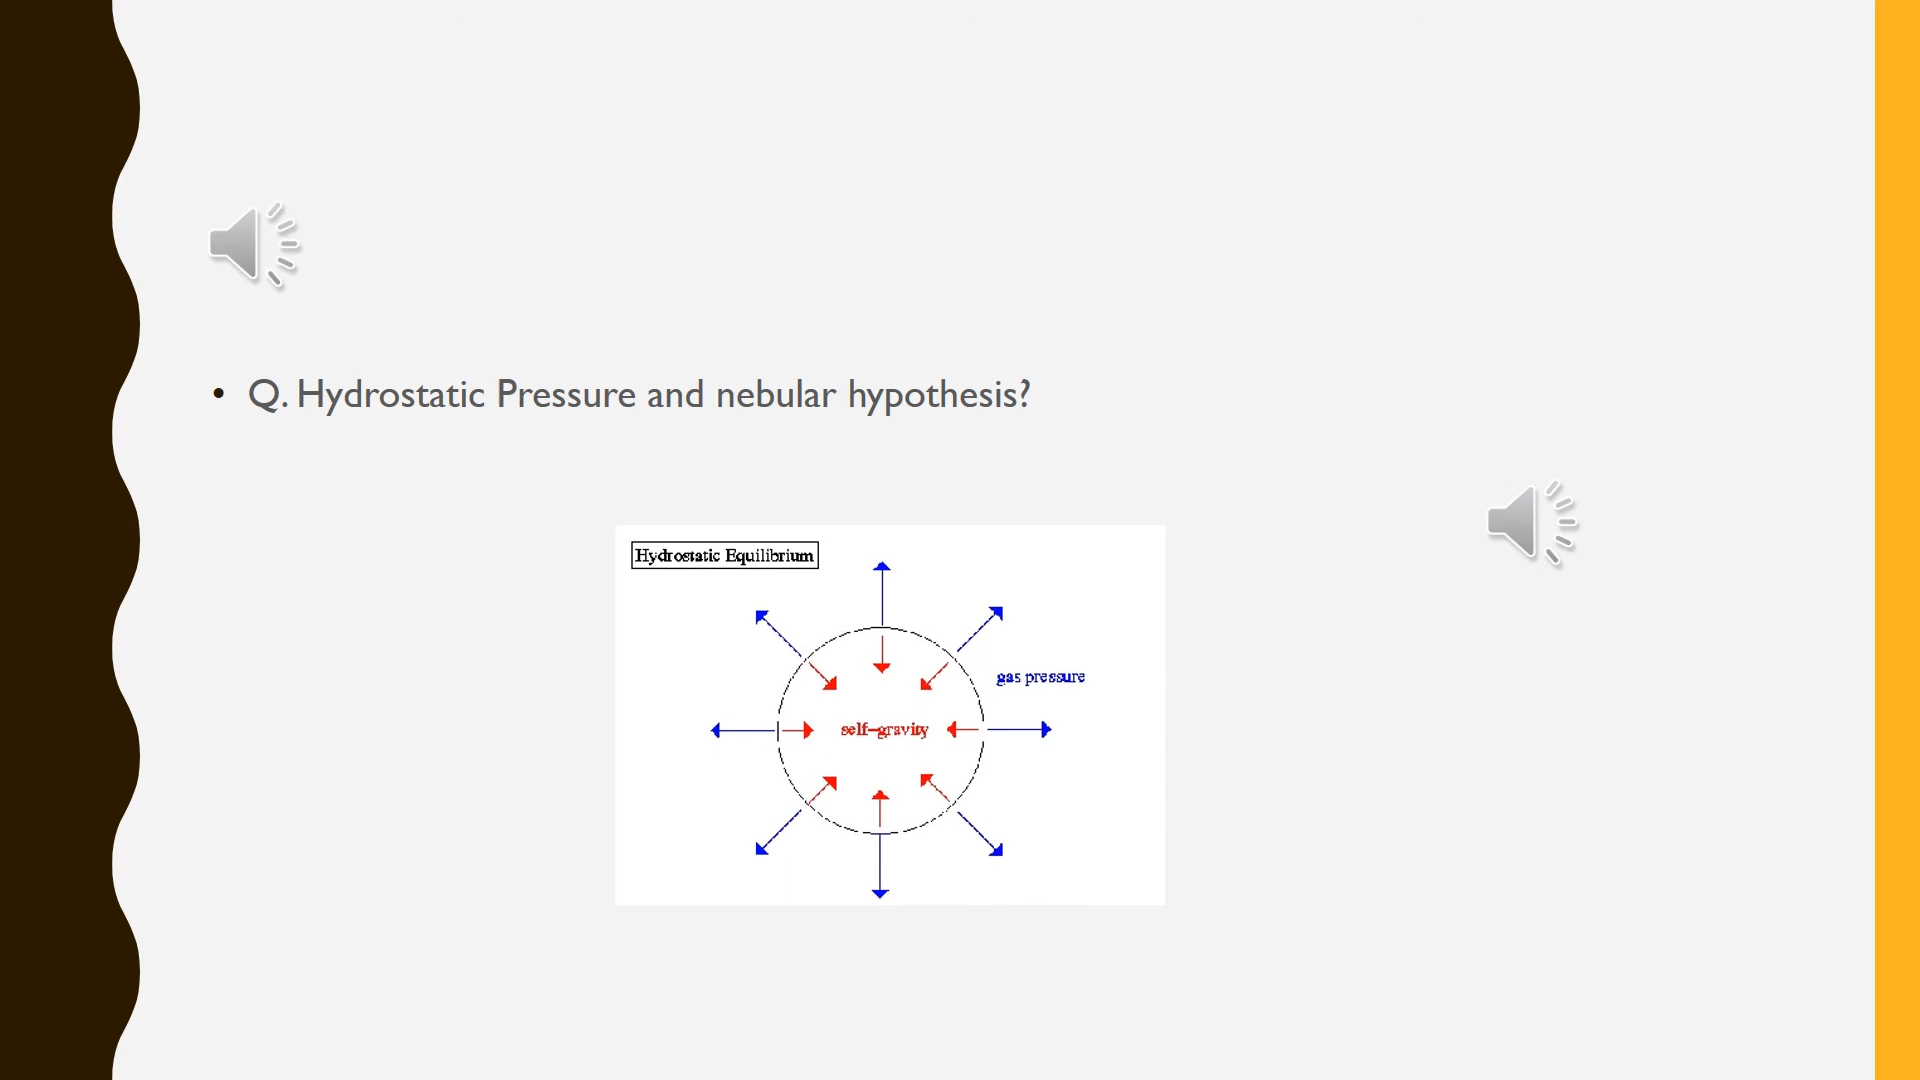 • Q. Hydrostatic Pressure and nebular hypothesis?
Hydrostatic Equilibrium
gas pressure
self-gravity